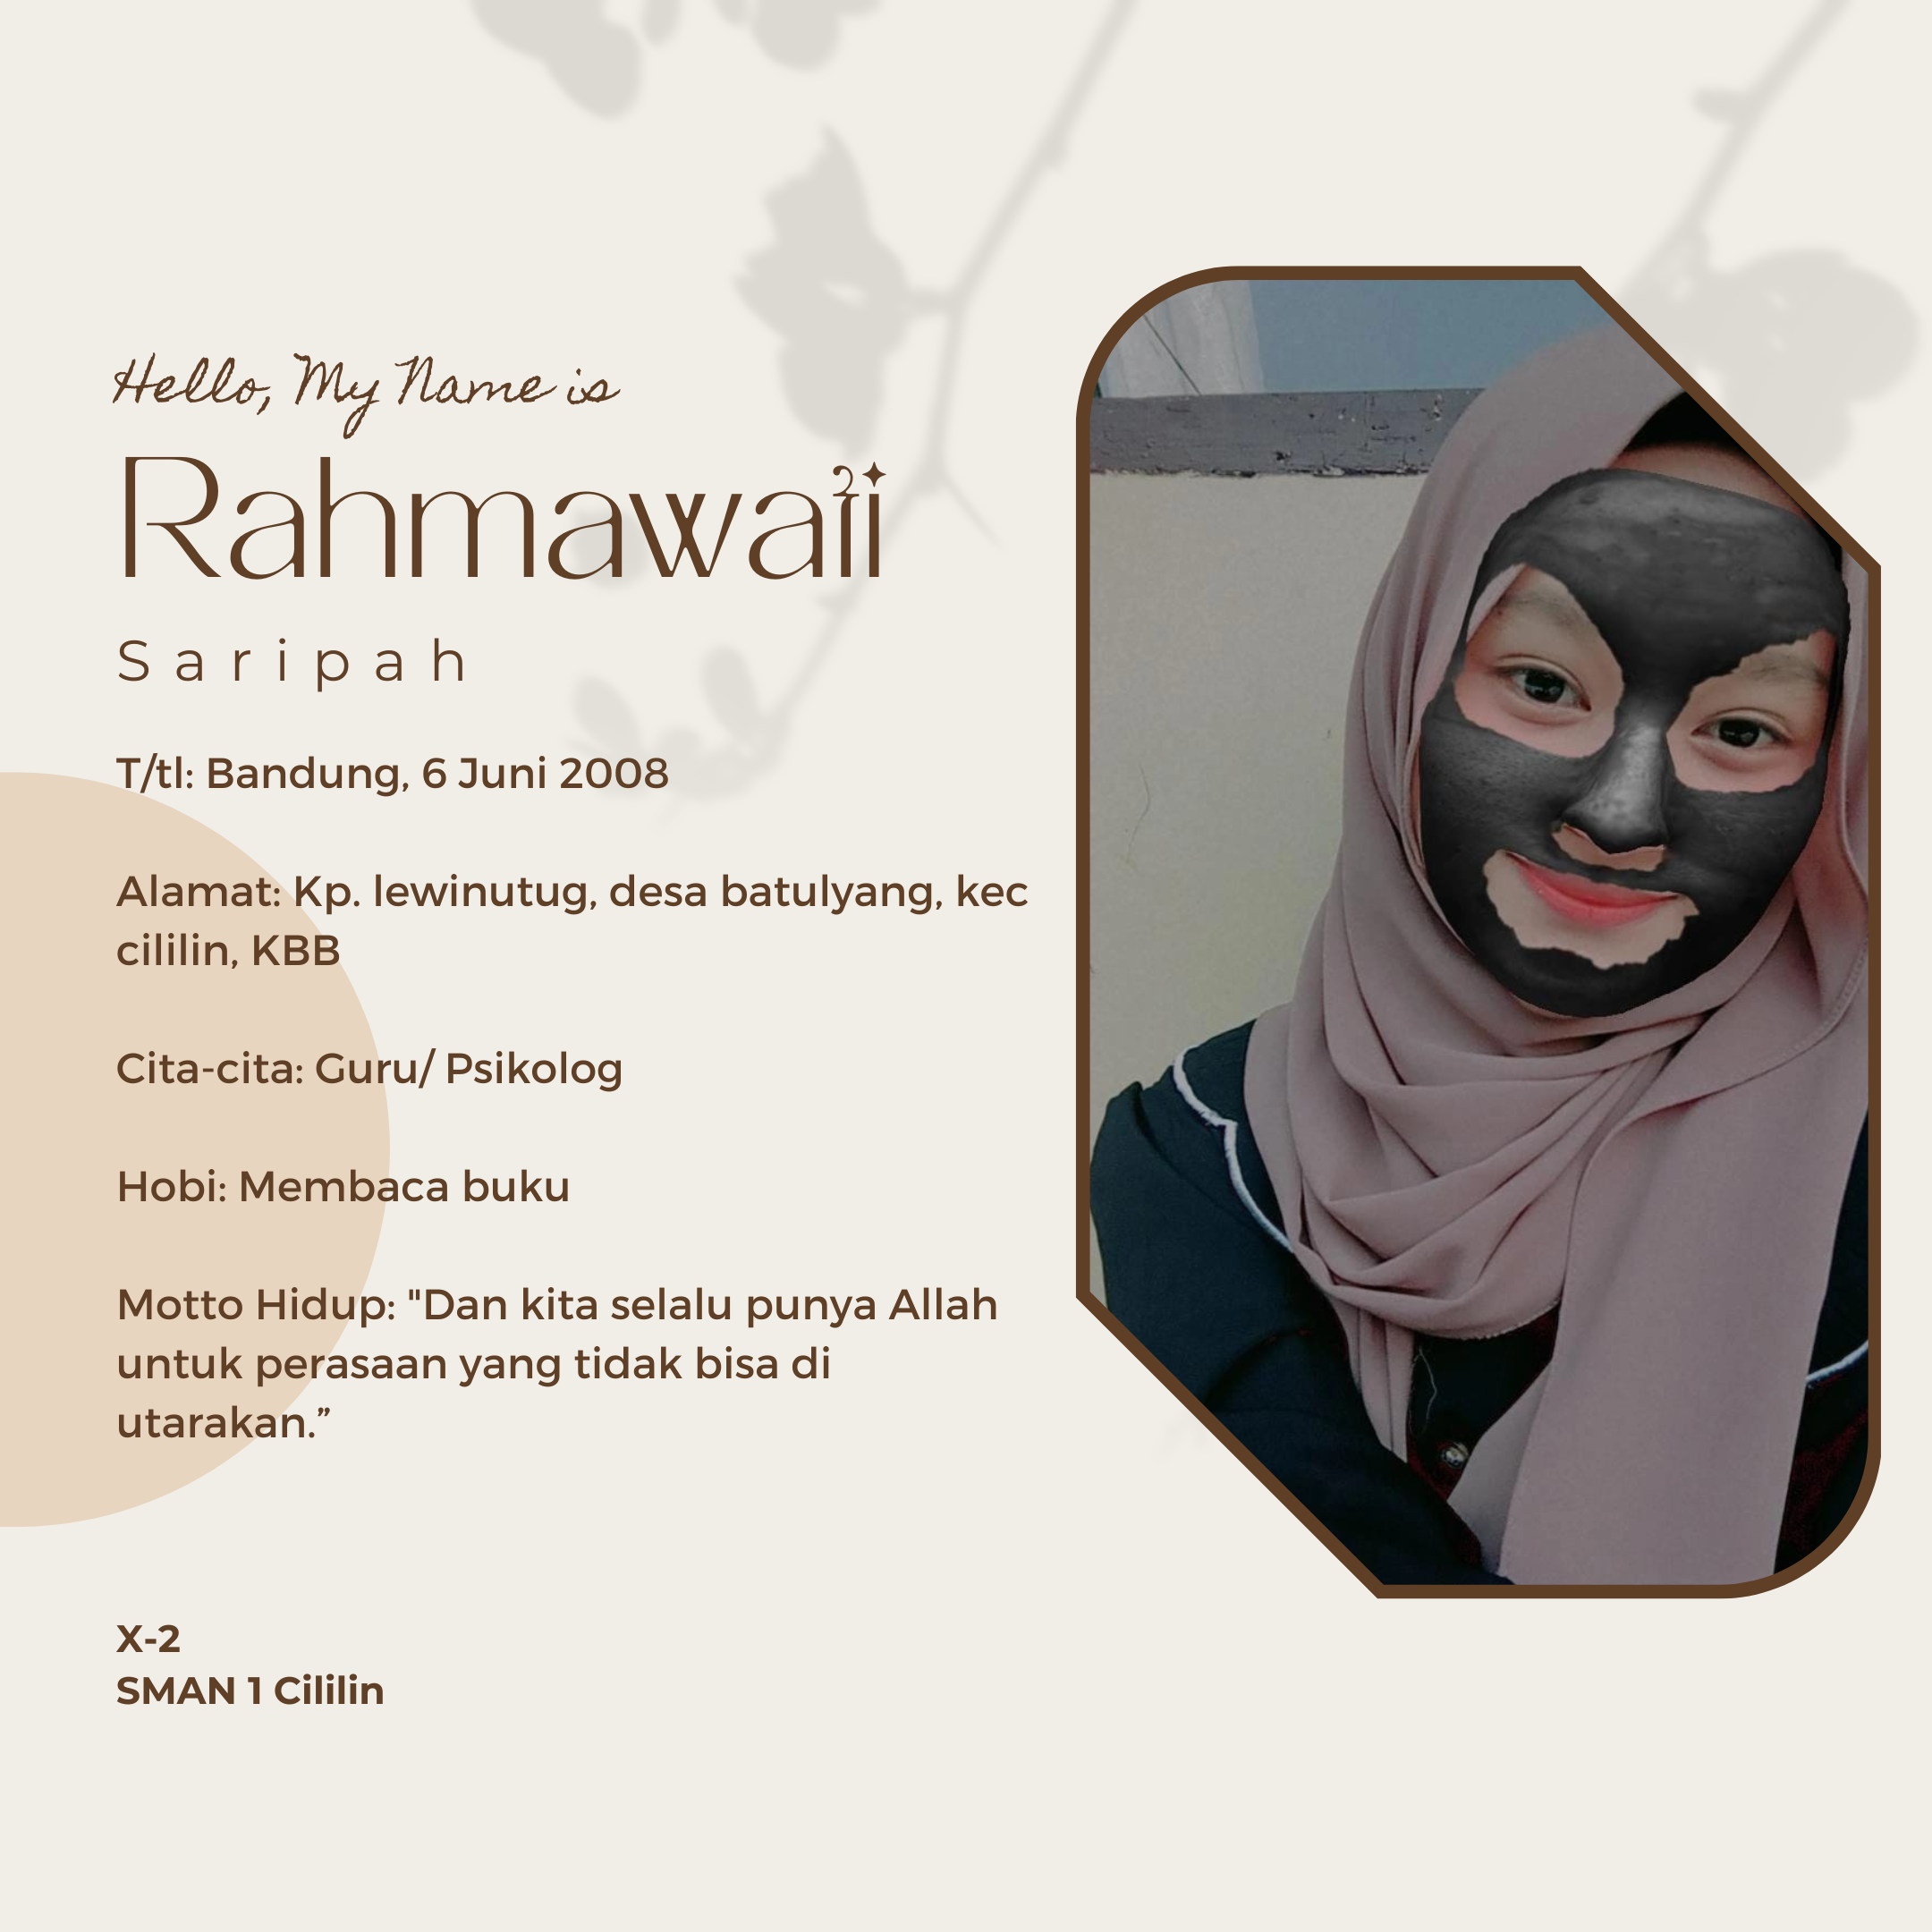 Hello, My Name is
Rahmawati
Saripah
T/tl: Bandung, 6 Juni 2008
Alamat: Kp. lewinutug, desa batulyang, kec
cililin, KBB
Cita-cita: Guru/ Psikolog
Hobi: Membaca buku
Motto Hidup: "Dan kita selalu punya Allah
untuk perasaan yang tidak bisa di
utarakan.”
X-2
SMAN 1 Cililin